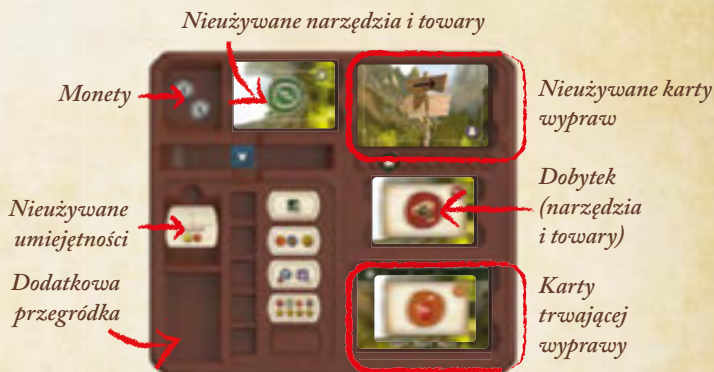 Nieużywane narzędzia i towary
Monety
Nieużywane karty
wypraw
Nieużywane
umiejętności
Dobytek
(narzędzia
i towary)
Dodatkowa
przegródka
Karty
trwającej
wyprawy